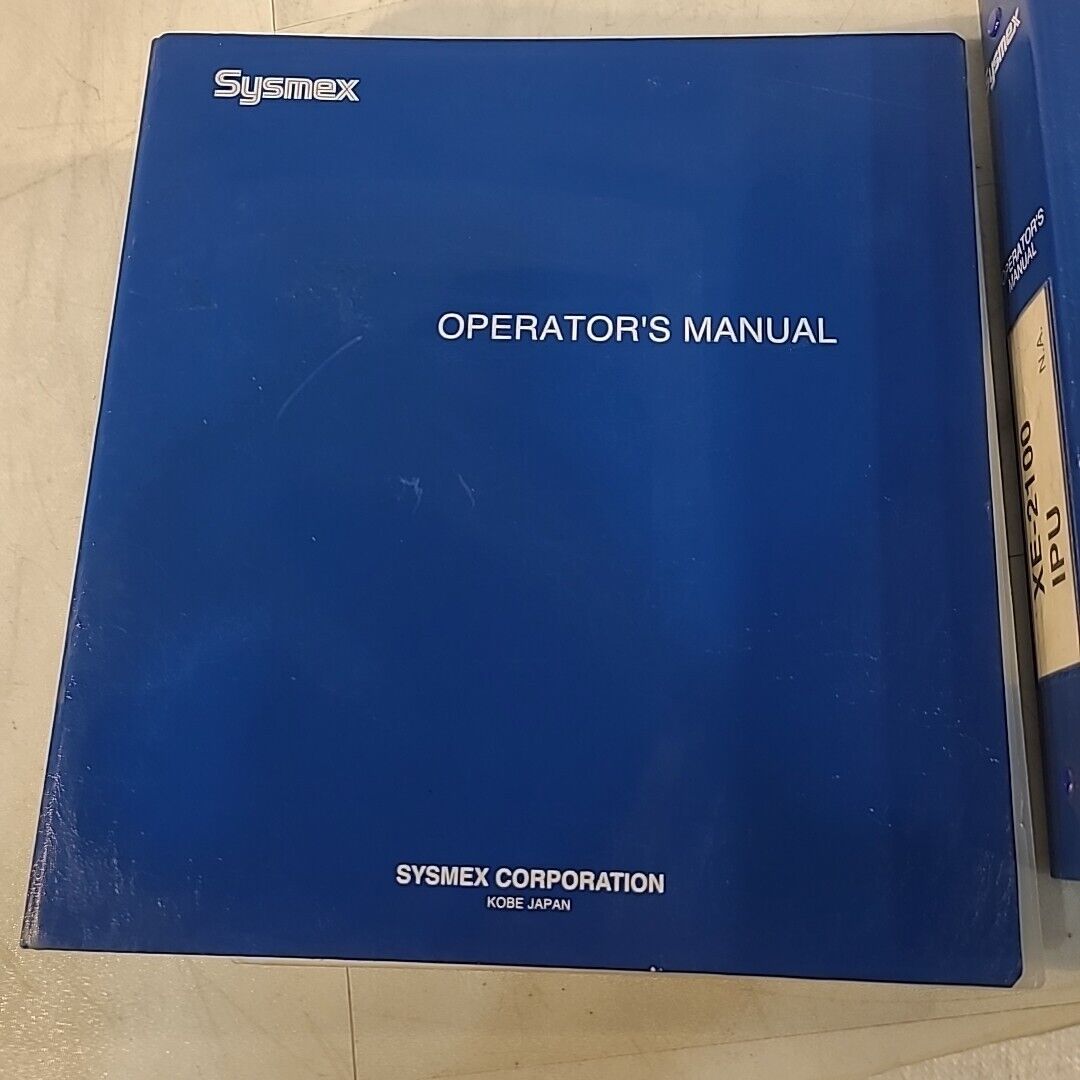 Sysmex
OPERATOR'S MANUAL
SYSMEX CORPORATION
KOBE JAPAN
Sysmex
OPERATOR'S
MANUAL
XE-2100 N.A.
IPU